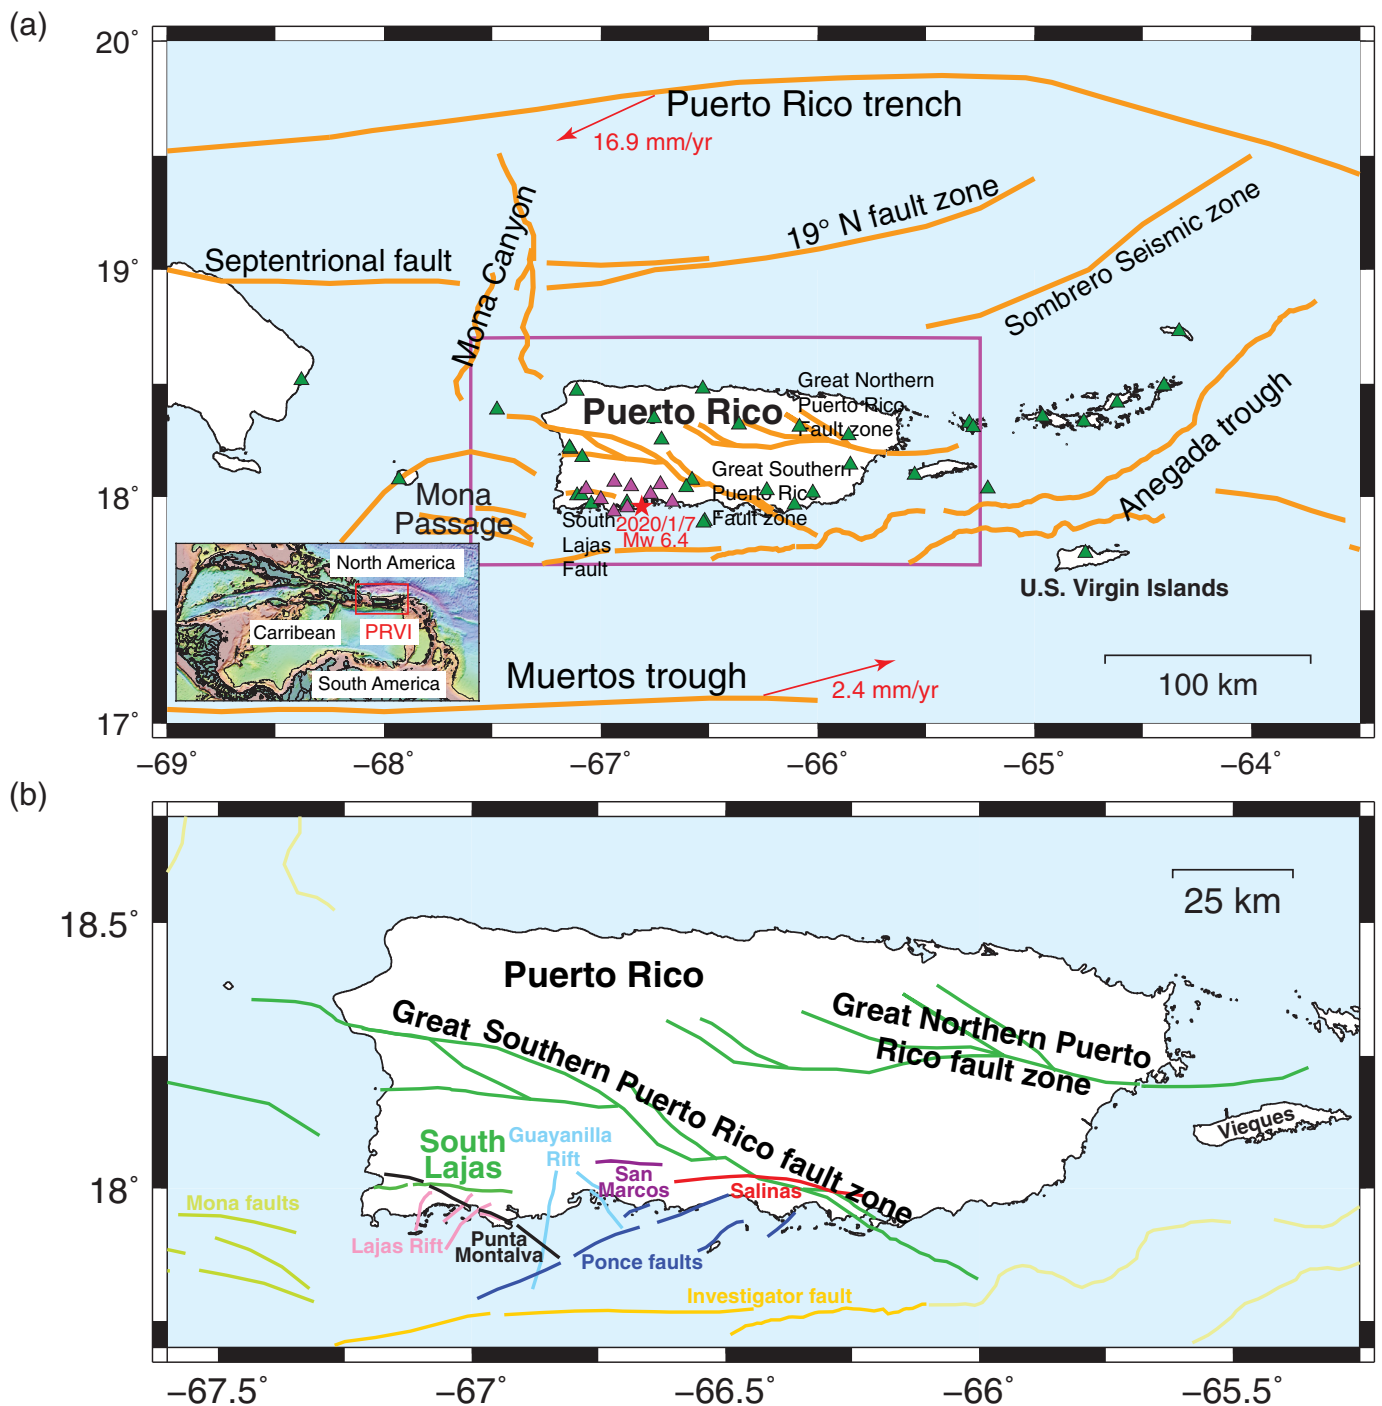 (a)
20°
Puerto Rico trench
16.9 mm/yr
19° N fault zone
Mona Canyon
Septentrional fault
Sombrero Seismic zone
19°
Great Northern
Puerto Rico
Fault zone
Puerto Rico
Anegada trough
Great Southern
Puerto Rico
Fault zone
18°
Mona
Passage
South
Lajas
Fault
2020/1/7
Mw 6.4
North America
U.S. Virgin Islands
Carribean
PRVI
South America
Muertos trough
2.4 mm/yr
100 km
17°
−69°
−68°
−67°
−66°
−65°
−64°
(b)
25 km
18.5°
Puerto Rico
Great Southern Puerto Rico fault zone
Great Northern Puerto
Rico fault zone
Vieques
South
Lajas
Guayanilla
Rift
San
Marcos
Salinas
18°
Mona faults
Lajas Rift
Punta
Montalva
Ponce faults
Investigator fault
−67.5°
−67°
−66.5°
−66°
−65.5°